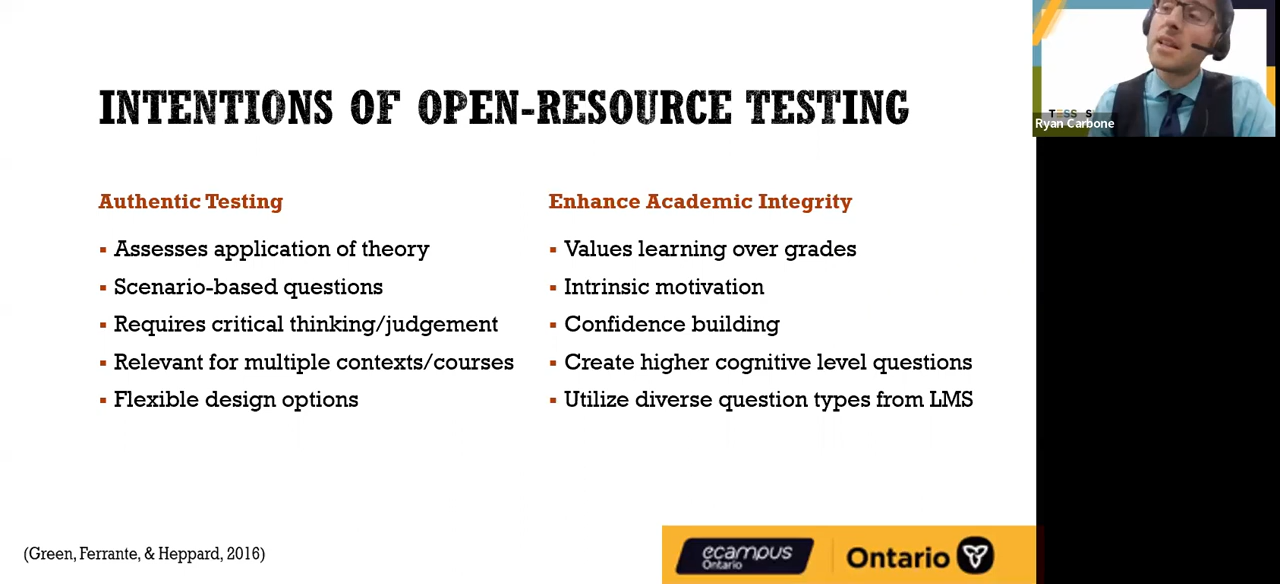 INTENTIONS OF OPEN-RESOURCE TESTING
Authentic Testing
▪ Assesses application of theory
▪ Scenario-based questions
▪ Requires critical thinking/judgement
▪ Relevant for multiple contexts/courses
▪ Flexible design options
Enhance Academic Integrity
▪ Values learning over grades
▪ Intrinsic motivation
▪ Confidence building
▪ Create higher cognitive level questions
▪ Utilize diverse question types from LMS
(Green, Ferrante, & Heppard, 2016)
ecampus
Ontario
Ontario
Ryan Carbone